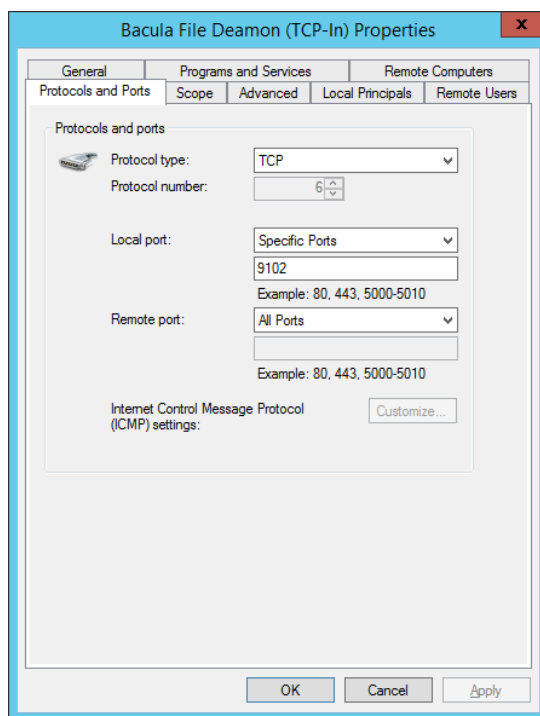 Bacula File Deamon (TCP-In) Properties
x
General Programs and Services Remote Computers
Protocols and Ports Scope Advanced Local Principals Remote Users
Protocols and ports
Protocol type: TCP
Protocol number: 6
Local port: Specific Ports
9102
Example: 80, 443, 5000-5010
Remote port: All Ports
Example: 80, 443, 5000-5010
Internet Control Message Protocol Customize...
(ICMP) settings:
OK Cancel Apply